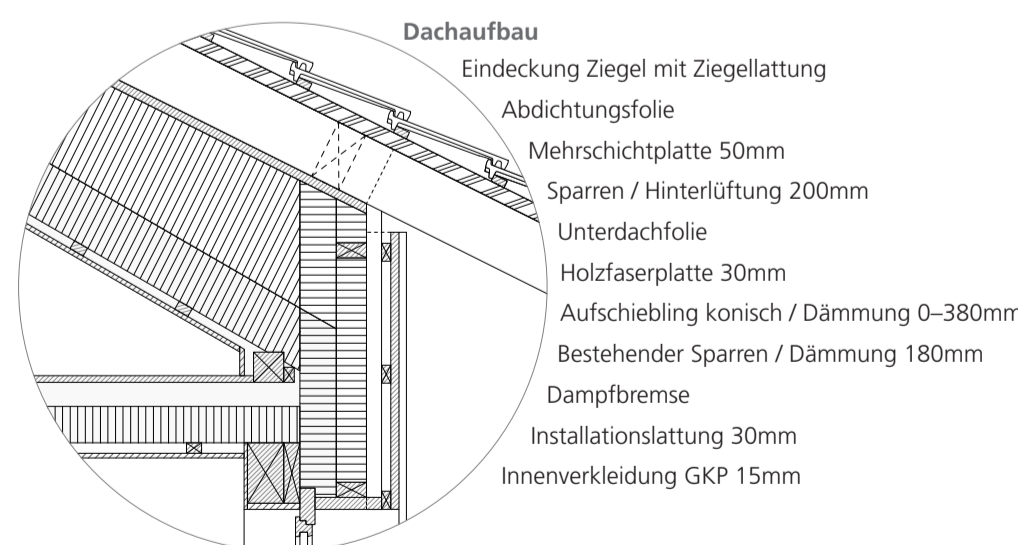 Dachaufbau
Eindeckung Ziegel mit Ziegellattung
Abdichtungsfolie
Mehrschichtplatte 50mm
Sparren / Hinterlüftung 200mm
Unterdachfolie
Holzfaserplatte 30mm
Aufschiebling konisch / Dämmung 0–380mm
Bestehender Sparren / Dämmung 180mm
Dampfbremse
Installationslattung 30mm
Innenverkleidung GKP 15mm